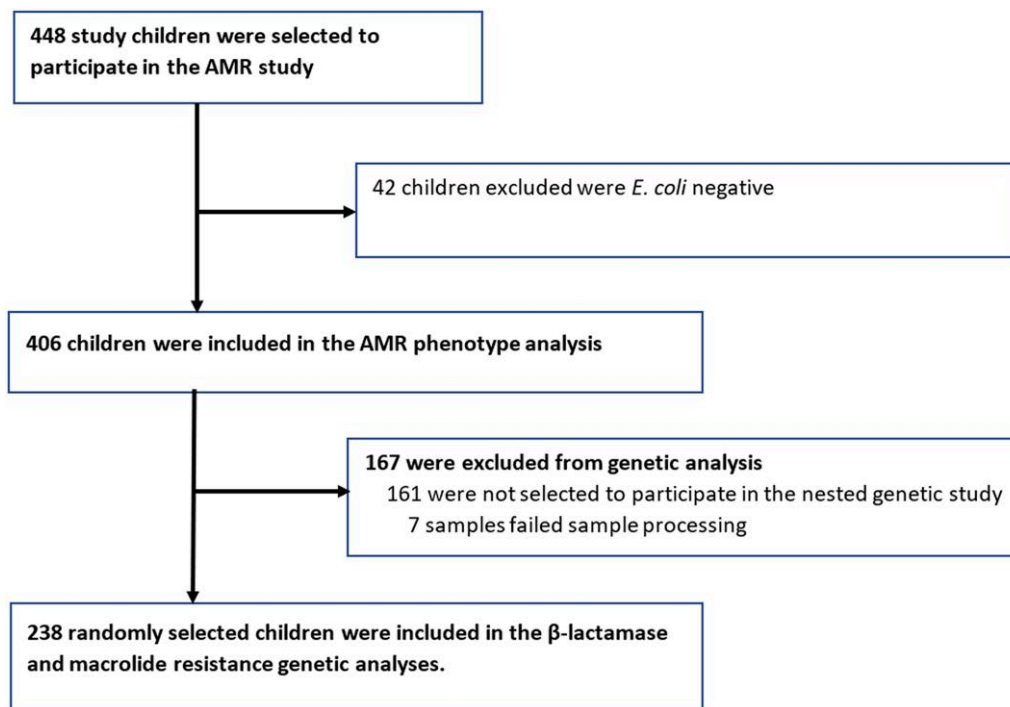 448 study children were selected to
participate in the AMR study
42 children excluded were E. coli negative
406 children were included in the AMR phenotype analysis
167 were excluded from genetic analysis
161 were not selected to participate in the nested genetic study
7 samples failed sample processing
238 randomly selected children were included in the β-lactamase
and macrolide resistance genetic analyses.